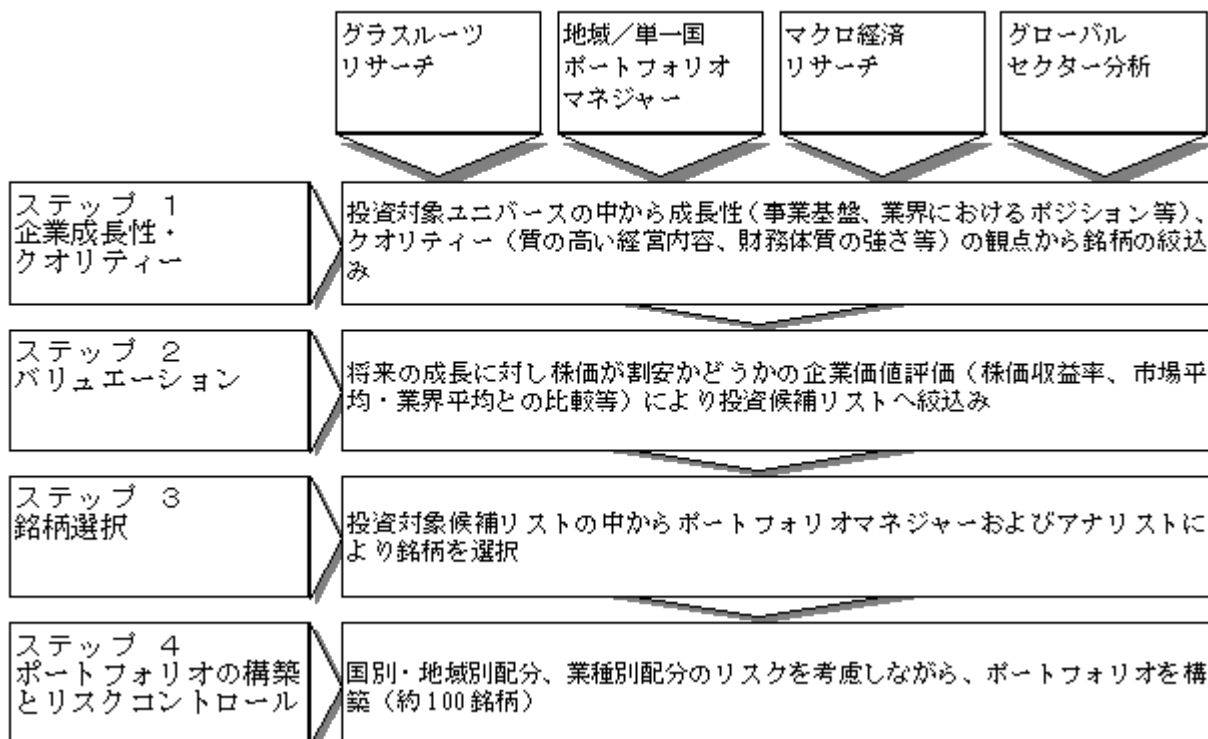 グラスルーツ
リサーチ
地域／単一国
ポートフォリオ
マネジャー
マクロ経済
リサーチ
グローバル
セクター分析
ステップ １
企業成長性・
クオリティー
投資対象ユニバースの中から成長性（事業基盤、業界におけるポジション等）、
クオリティー（質の高い経営内容、財務体質の強さ等）の観点から銘柄の絞込
み
ステップ ２
バリュエーション
将来の成長に対し株価が割安かどうかの企業価値評価（株価収益率、市場平
均・業界平均との比較等）により投資候補リストへ絞込み
ステップ ３
銘柄選択
投資対象候補リストの中からポートフォリオマネジャーおよびアナリストに
より銘柄を選択
ステップ ４
ポートフォリオの構築
とリスクコントロール
国別・地域別配分、業種別配分のリスクを考慮しながら、ポートフォリオを構
築（約100銘柄）